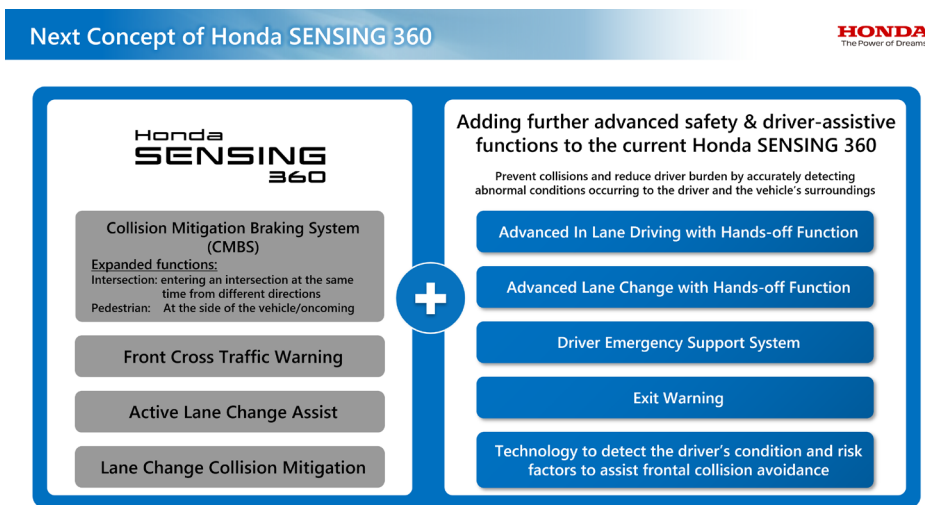 Next Concept of Honda SENSING 360
HONDA
The Power of Dreams
Honda
SENSING
360
Collision Mitigation Braking System
(CMBS)
Expanded functions:
Intersection: entering an intersection at the same
time from different directions
Pedestrian: At the side of the vehicle/oncoming
Front Cross Traffic Warning
Active Lane Change Assist
Lane Change Collision Mitigation
+
Adding further advanced safety & driver-assistive
functions to the current Honda SENSING 360
Prevent collisions and reduce driver burden by accurately detecting
abnormal conditions occurring to the driver and the vehicle's surroundings
Advanced In Lane Driving with Hands-off Function
Advanced Lane Change with Hands-off Function
Driver Emergency Support System
Exit Warning
Technology to detect the driver's condition and risk
factors to assist frontal collision avoidance